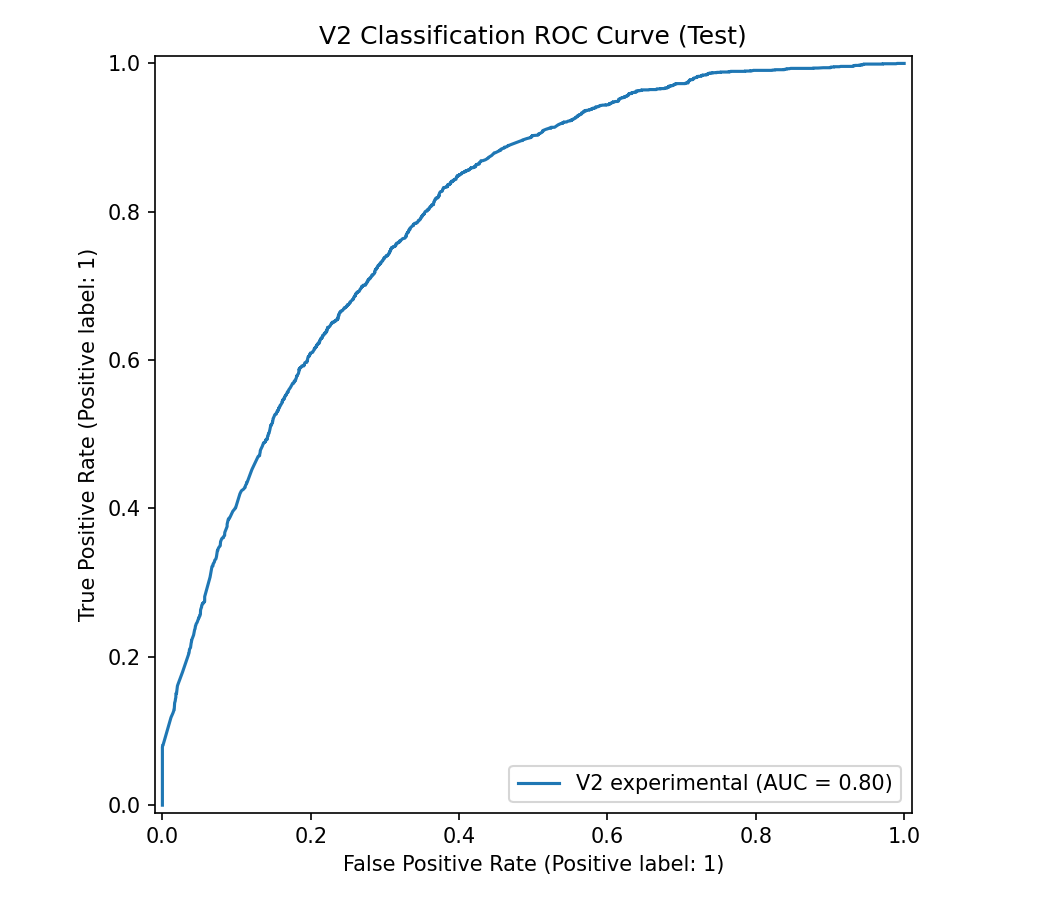 V2 Classification ROC Curve (Test)
True Positive Rate (Positive label: 1)
1.0
0.8
0.6
0.4
0.2
0.0
V2 experimental (AUC = 0.80)
0.0 0.2 0.4 0.6 0.8 1.0
False Positive Rate (Positive label: 1)